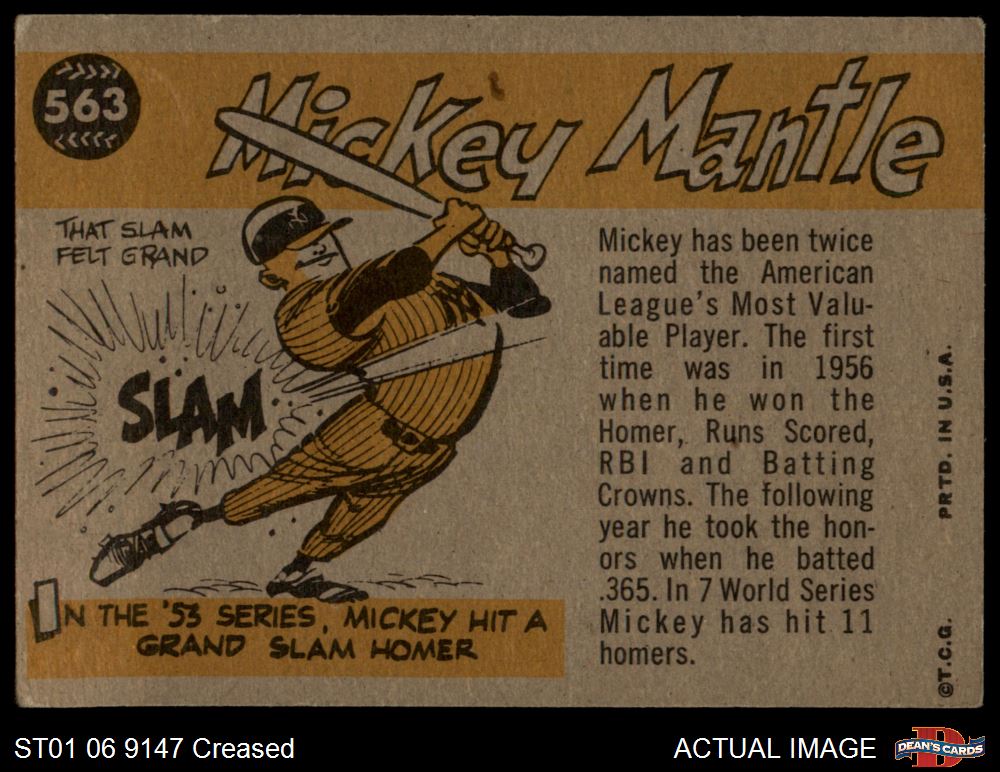 563
Mickey Mantle
THAT SLAM
FELT GRAND
SLAM
IN THE '53 SERIES, MICKEY HIT A
GRAND SLAM HOMER
Mickey has been twice
named the American
League's Most Valu-
able Player. The first
time was in 1956
when he won the
Homer, Runs Scored,
RBI and Batting
Crowns. The following
year he took the hon-
ors when he batted
.365. In 7 World Series
Mickey has hit 11
homers.
©T.C.G. PRTD. IN U.S.A.
ST01 06 9147 Creased
ACTUAL IMAGE
DEAN'S CARDS